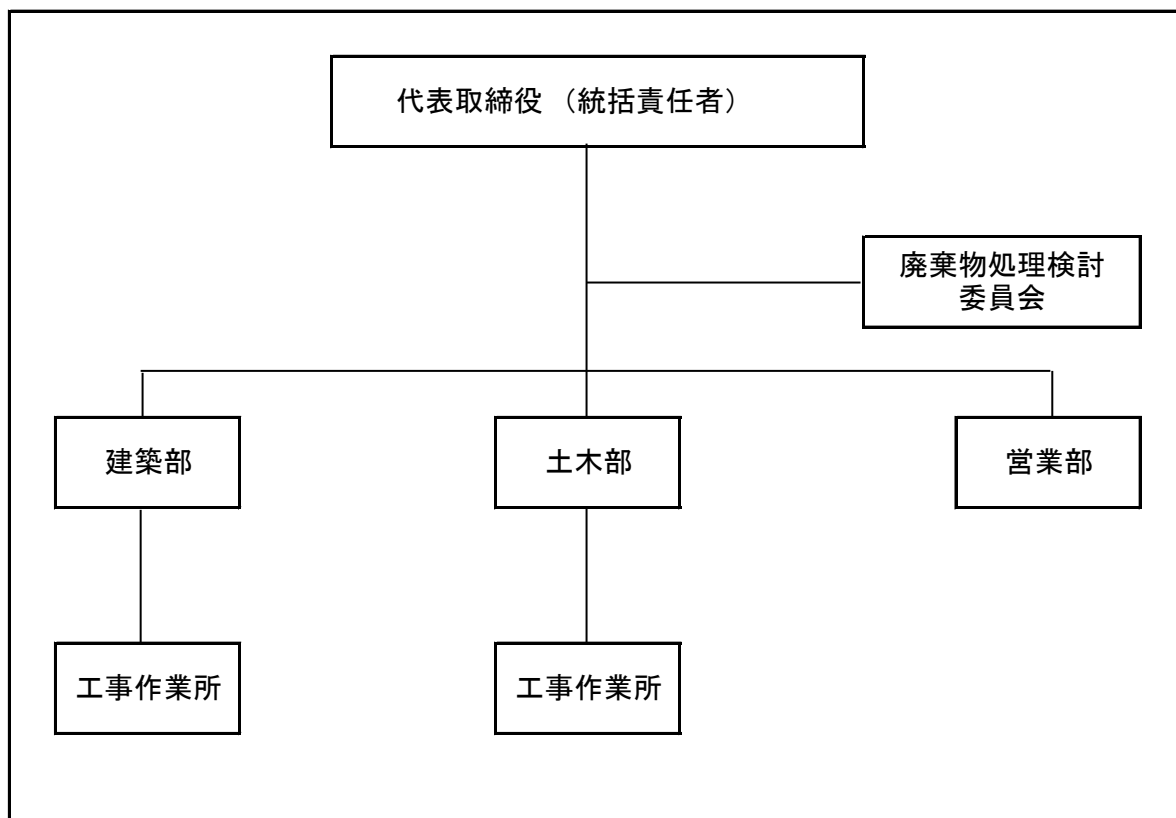 代表取締役 （統括責任者）
廃棄物処理検討
委員会
建築部
土木部
営業部
工事作業所
工事作業所